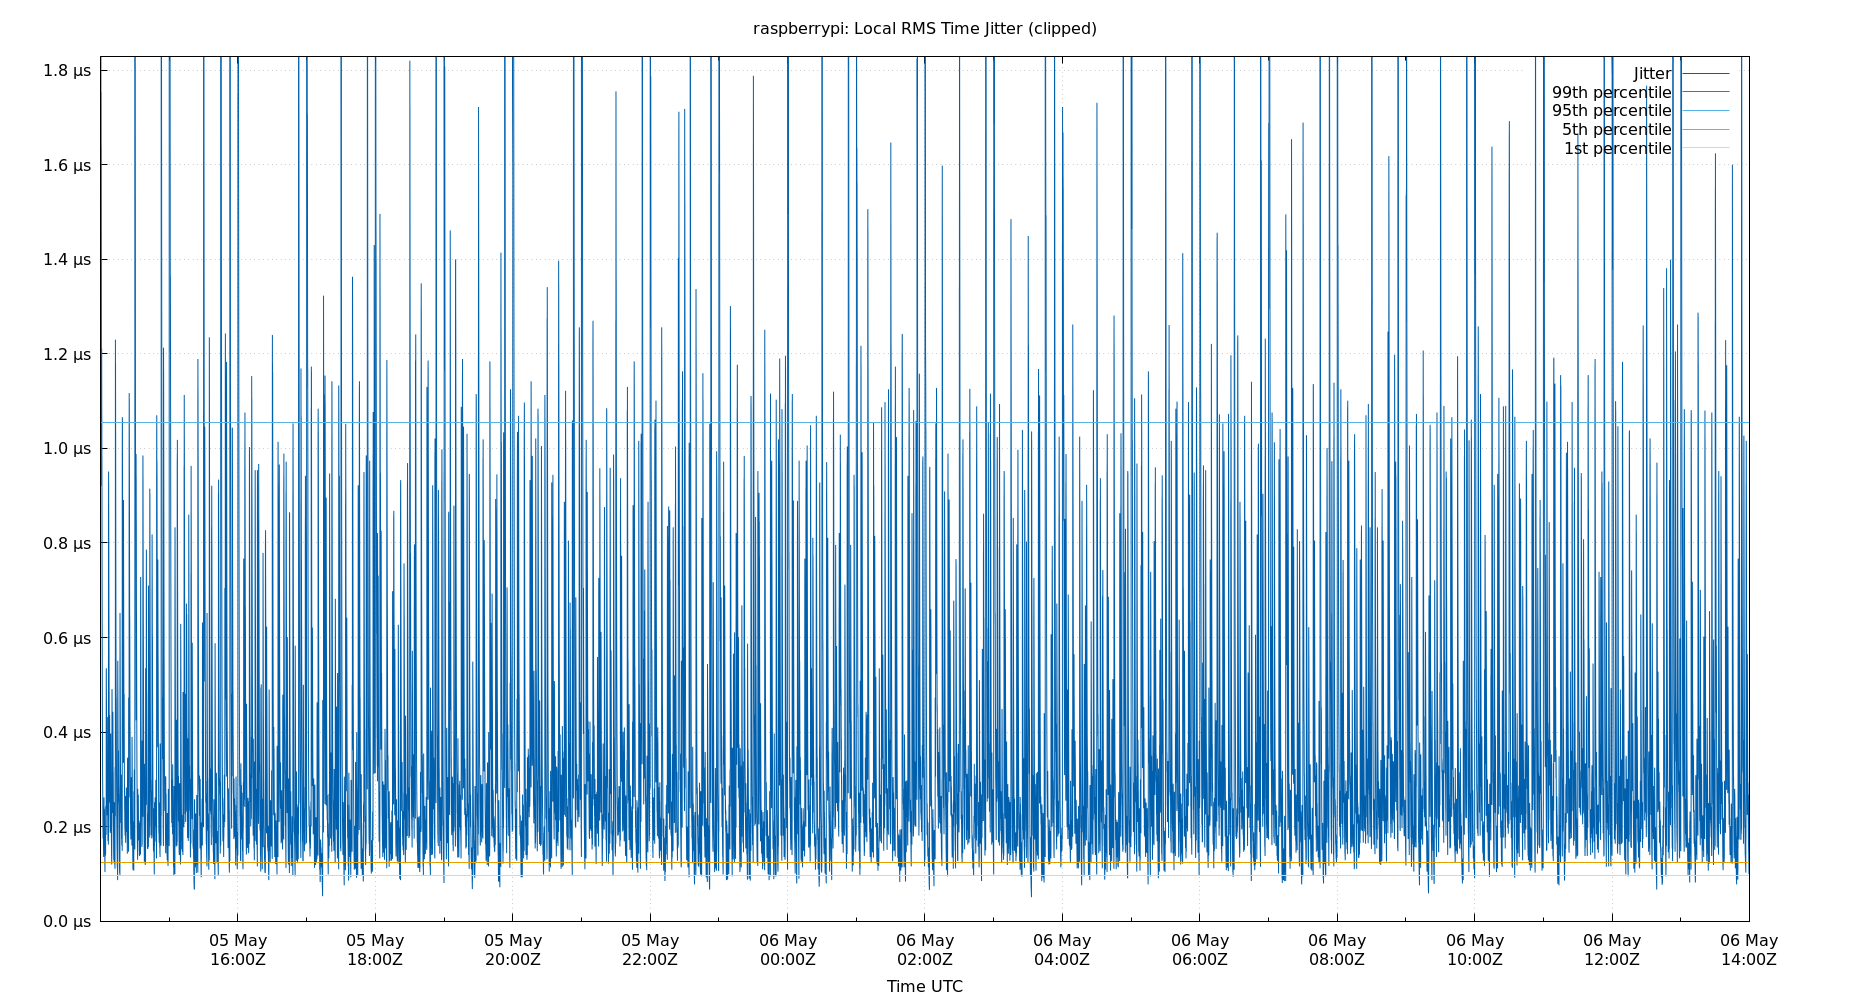 raspberrypi: Local RMS Time Jitter (clipped)
1.8 μs
1.6 μs
1.4 μs
1.2 μs
1.0 μs
0.8 μs
0.6 μs
0.4 μs
0.2 μs
0.0 μs
Jitter
99th percentile
95th percentile
5th percentile
1st percentile
05 May 05 May 05 May 05 May 06 May 06 May 06 May 06 May 06 May 06 May 06 May 06 May
16:00Z 18:00Z 20:00Z 22:00Z 00:00Z 02:00Z 04:00Z 06:00Z 08:00Z 10:00Z 12:00Z 14:00Z
Time UTC